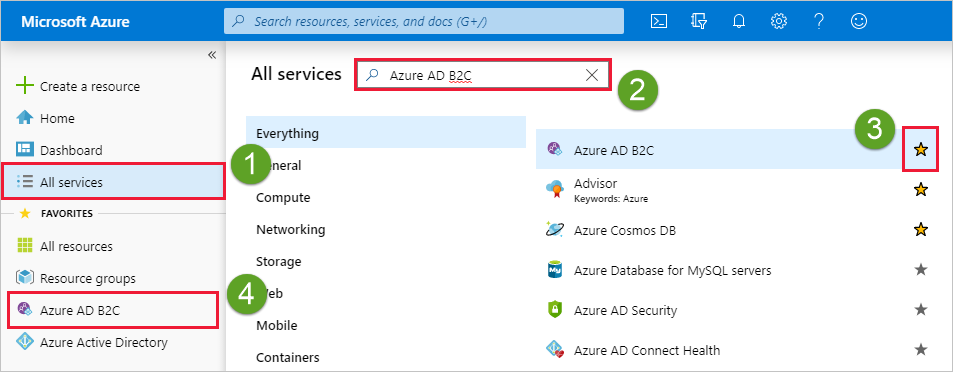 Microsoft Azure
Search resources, services, and docs (G+/)
«
Create a resource
Home
Dashboard
All services
FAVORITES
All resources
Resource groups
Azure AD B2C
Azure Active Directory
1
4
All services
Azure AD B2C
2
Everything
General
Compute
Networking
Storage
Web
Mobile
Containers
3
Azure AD B2C
Advisor
Keywords: Azure
Azure Cosmos DB
Azure Database for MySQL servers
My
Azure AD Security
Azure AD Connect Health